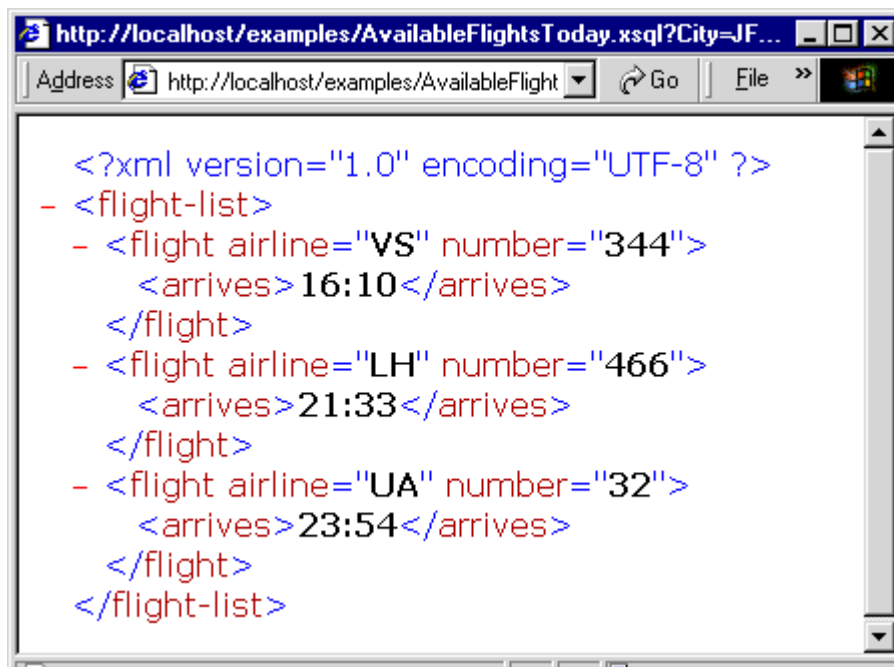 http://localhost/examples/AvailableFlightsToday.xsql?City=JF...
Address http://localhost/examples/AvailableFlight Go File »
<?xml version="1.0" encoding="UTF-8" ?>
- <flight-list>
- <flight airline="VS" number="344">
<arrives>16:10</arrives>
</flight>
- <flight airline="LH" number="466">
<arrives>21:33</arrives>
</flight>
- <flight airline="UA" number="32">
<arrives>23:54</arrives>
</flight>
</flight-list>